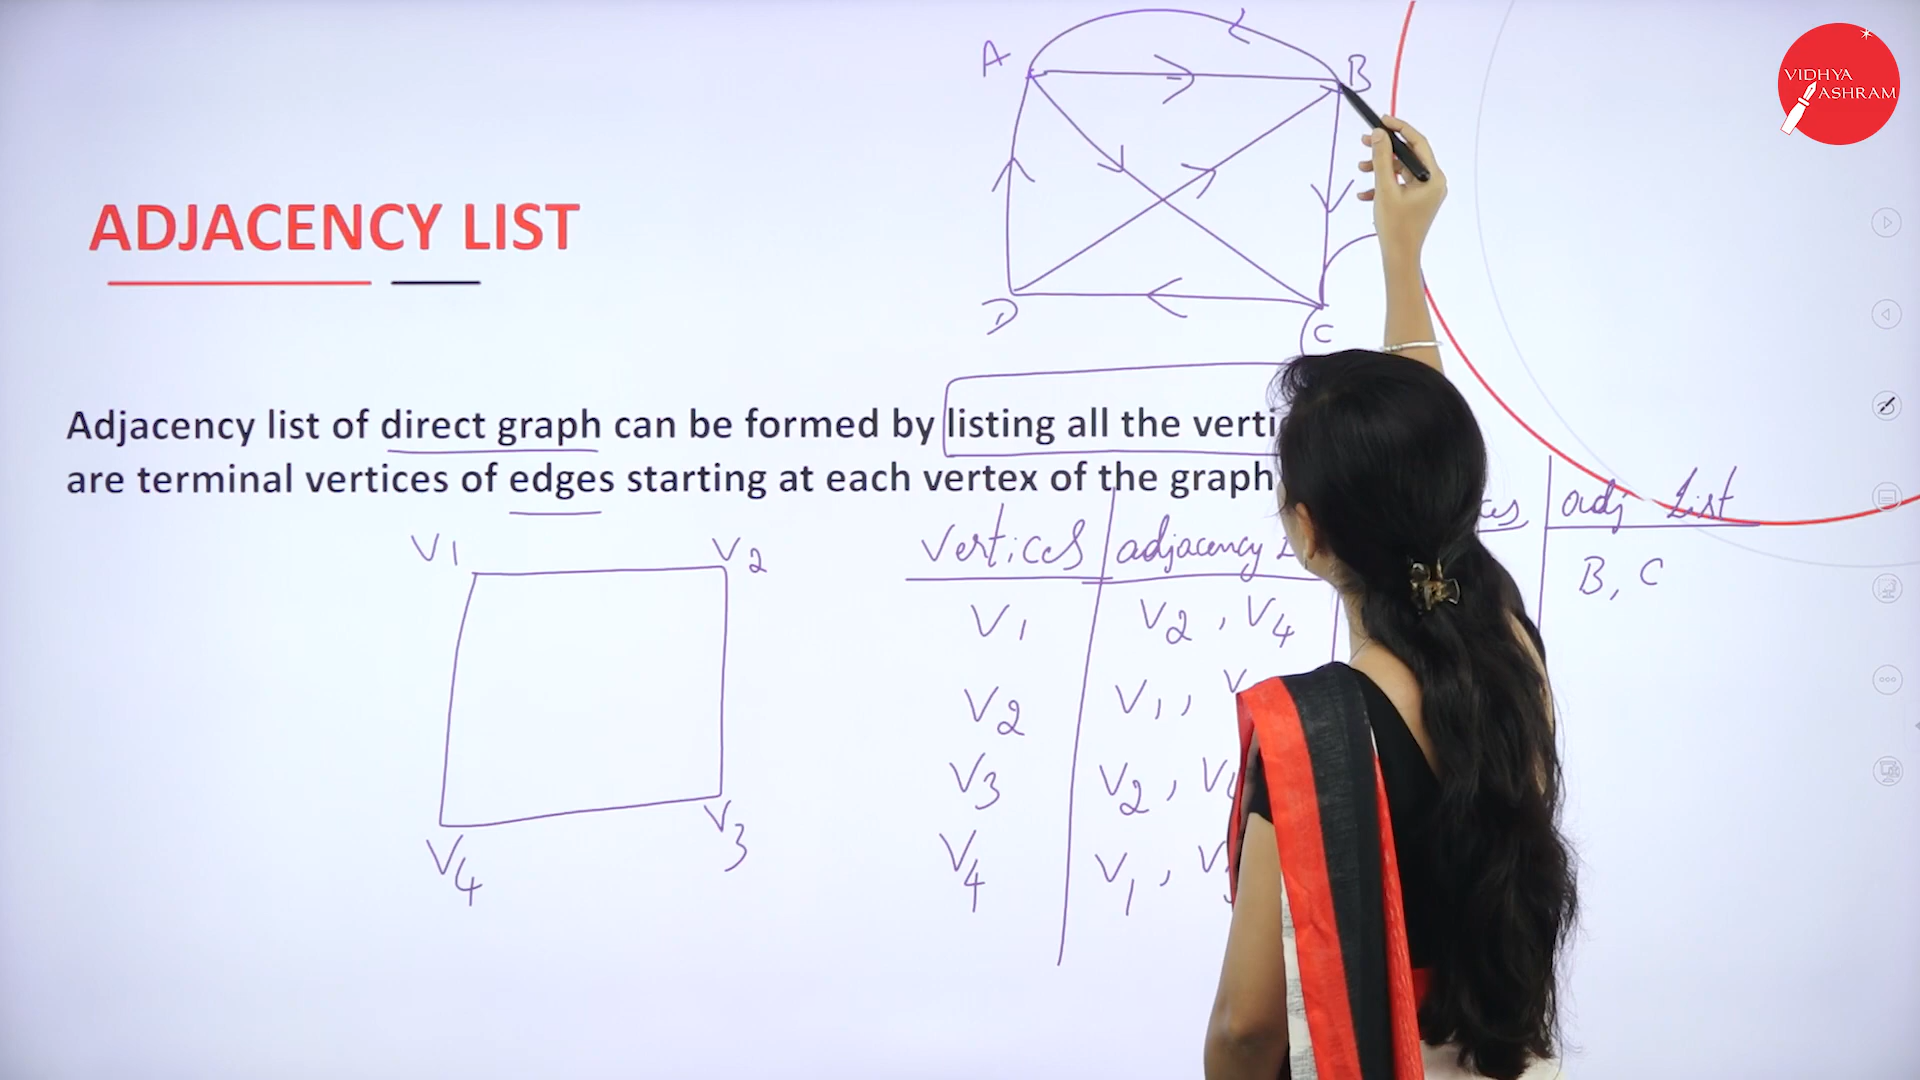 VIDHYA
ASHRAM
A
B
D
C
ADJACENCY LIST
Adjacency list of direct graph can be formed by listing all the
are terminal vertices of edges starting at each vertex of the graph
V1
V2
V4
V3
Vertices
adjacency
V1
V2, V4
V2
V1,
V3
V2,
V4
V1,
adj List
B, C